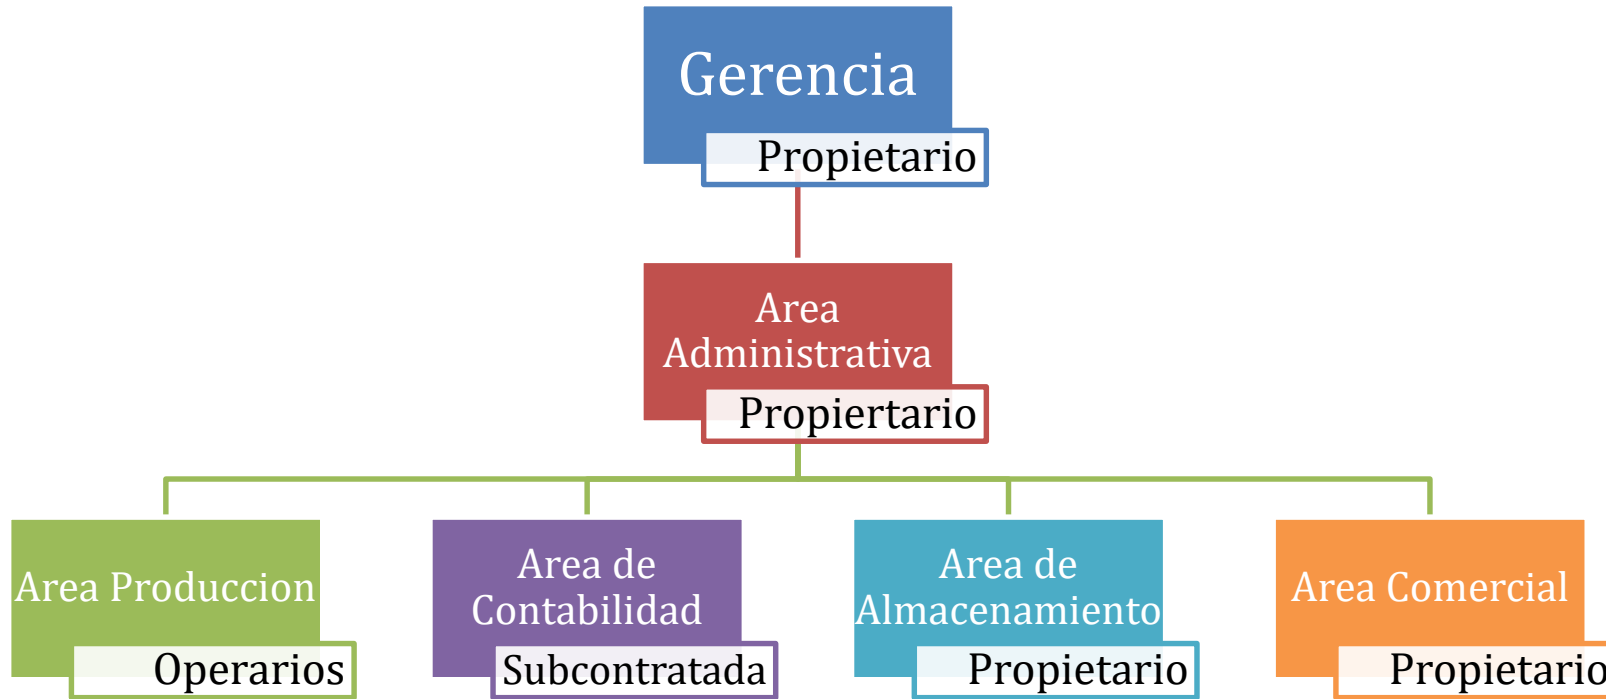 Gerencia
Propietario
Area
Administrativa
Propiertario
Area Produccion
Operarios
Area de
Contabilidad
Subcontratada
Area de
Almacenamiento
Propietario
Area Comercial
Propietario